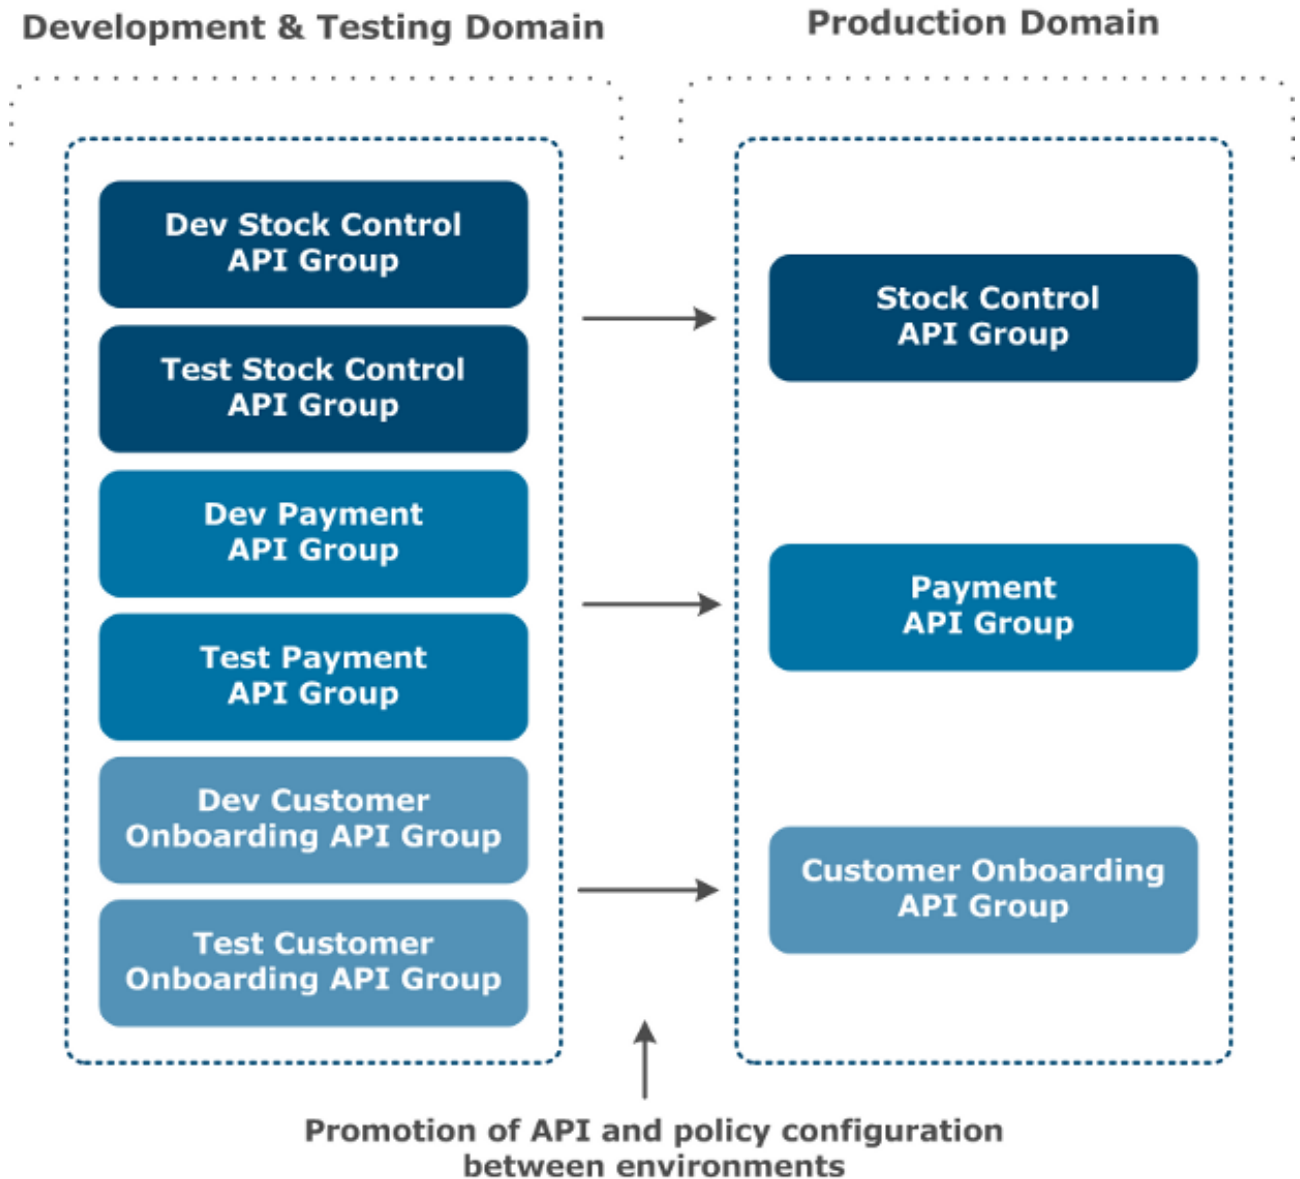 Development & Testing Domain
Production Domain
Dev Stock Control
API Group
Test Stock Control
API Group
Dev Payment
API Group
Test Payment
API Group
Dev Customer
Onboarding API Group
Test Customer
Onboarding API Group
Stock Control
API Group
Payment
API Group
Customer Onboarding
API Group
Promotion of API and policy configuration
between environments